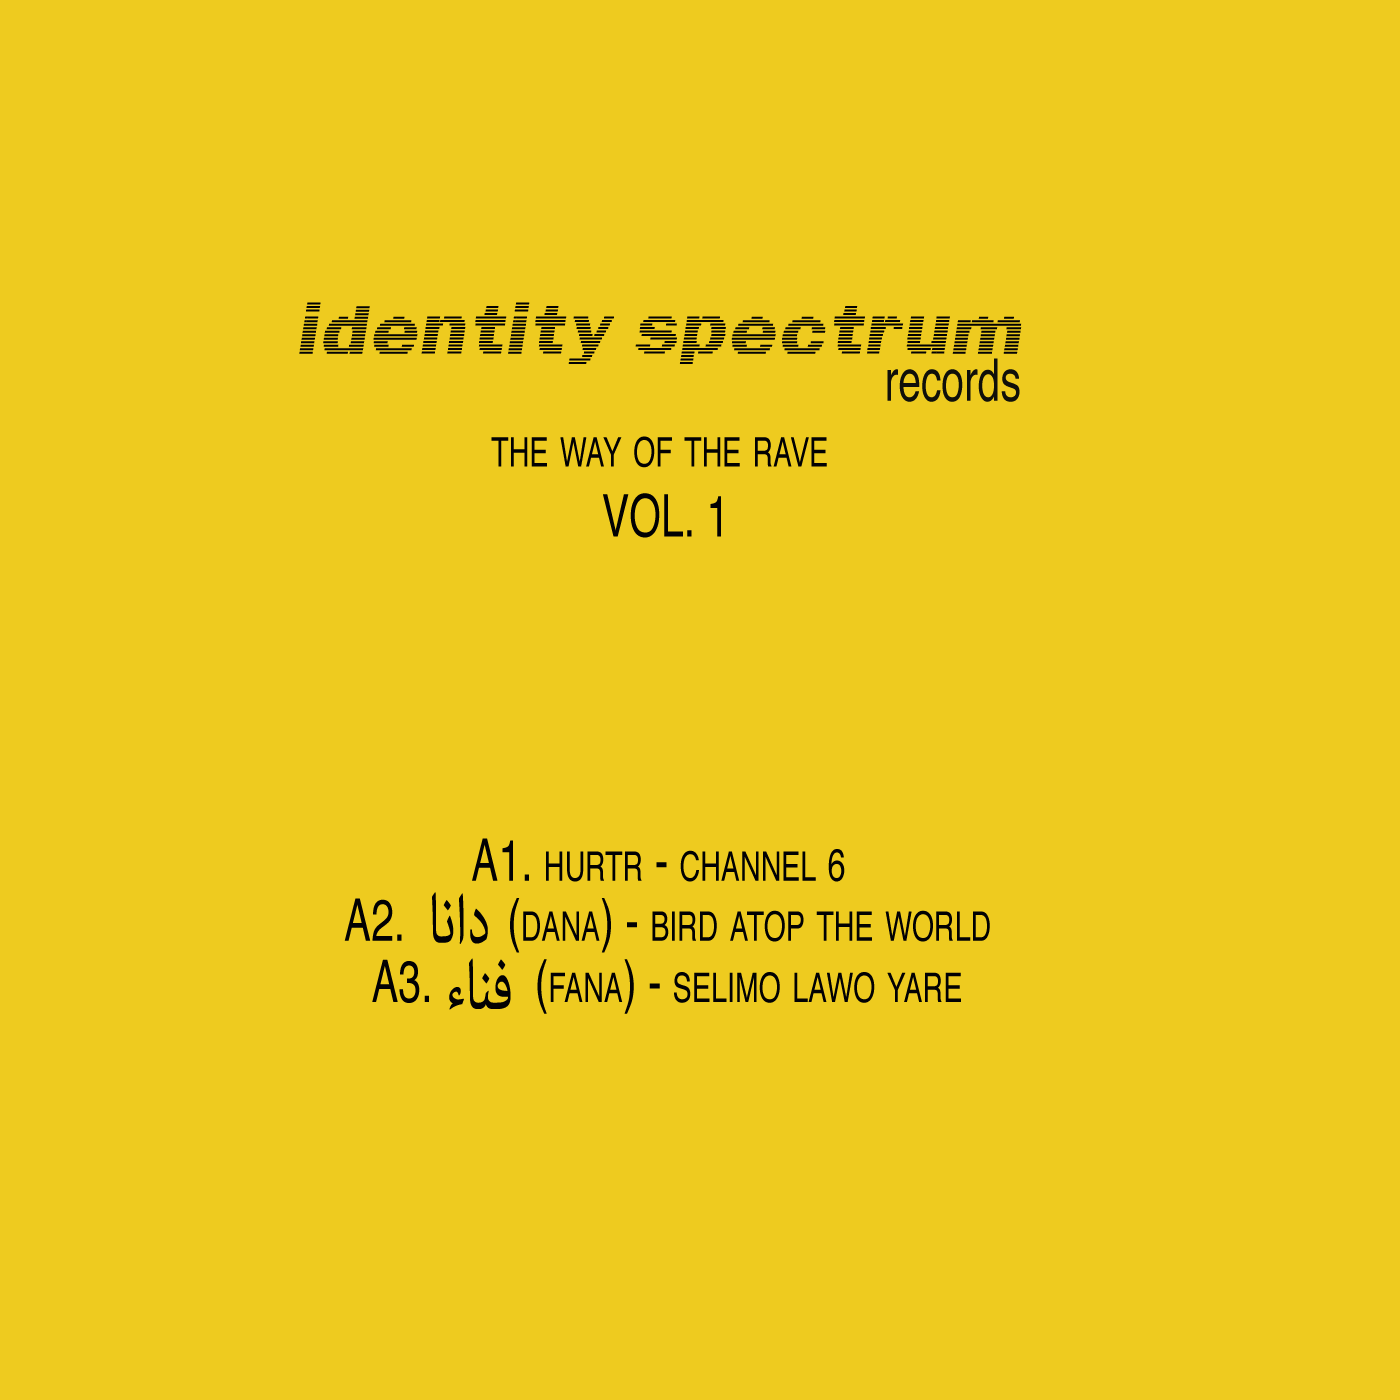 identity spectrum
records
THE WAY OF THE RAVE
VOL. 1
A1. HURTR - CHANNEL 6
A2. دانا (DANA) - BIRD ATOP THE WORLD
A3. فناء (FANA) - SELIMO LAWO YARE